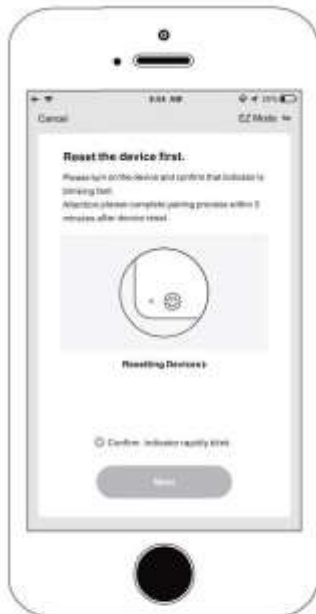 Cancel
EZ Mode
Reset the device first.
Please turn on the device and confirm that indicator is
blinking fast.
Attention: please complete pairing process within 3
minutes after device reset.
Resetting Devices
Confirm indicator rapidly blink
Next